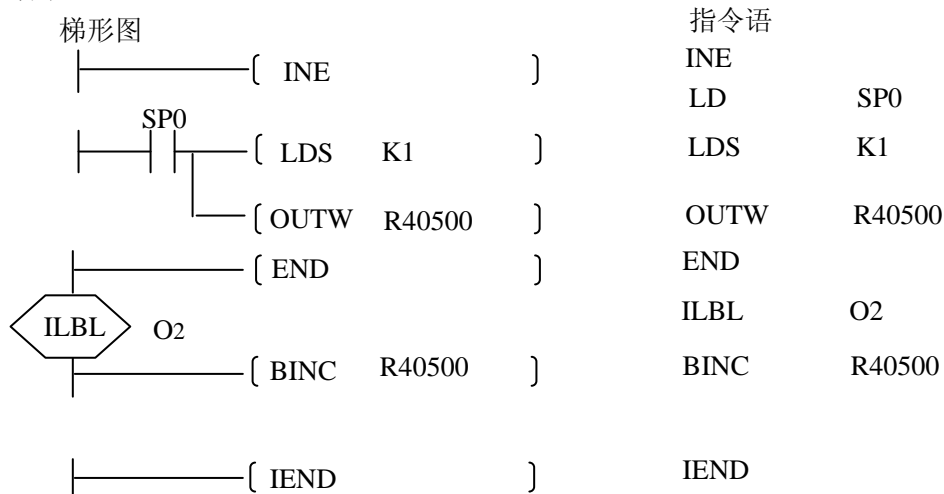 梯形图 指令语
INE INE
LD SP0
SP0
LDS K1 LDS K1
OUTW R40500 OUTW R40500
END END
ILBL O2 ILBL O2
BINC R40500 BINC R40500
IEND IEND